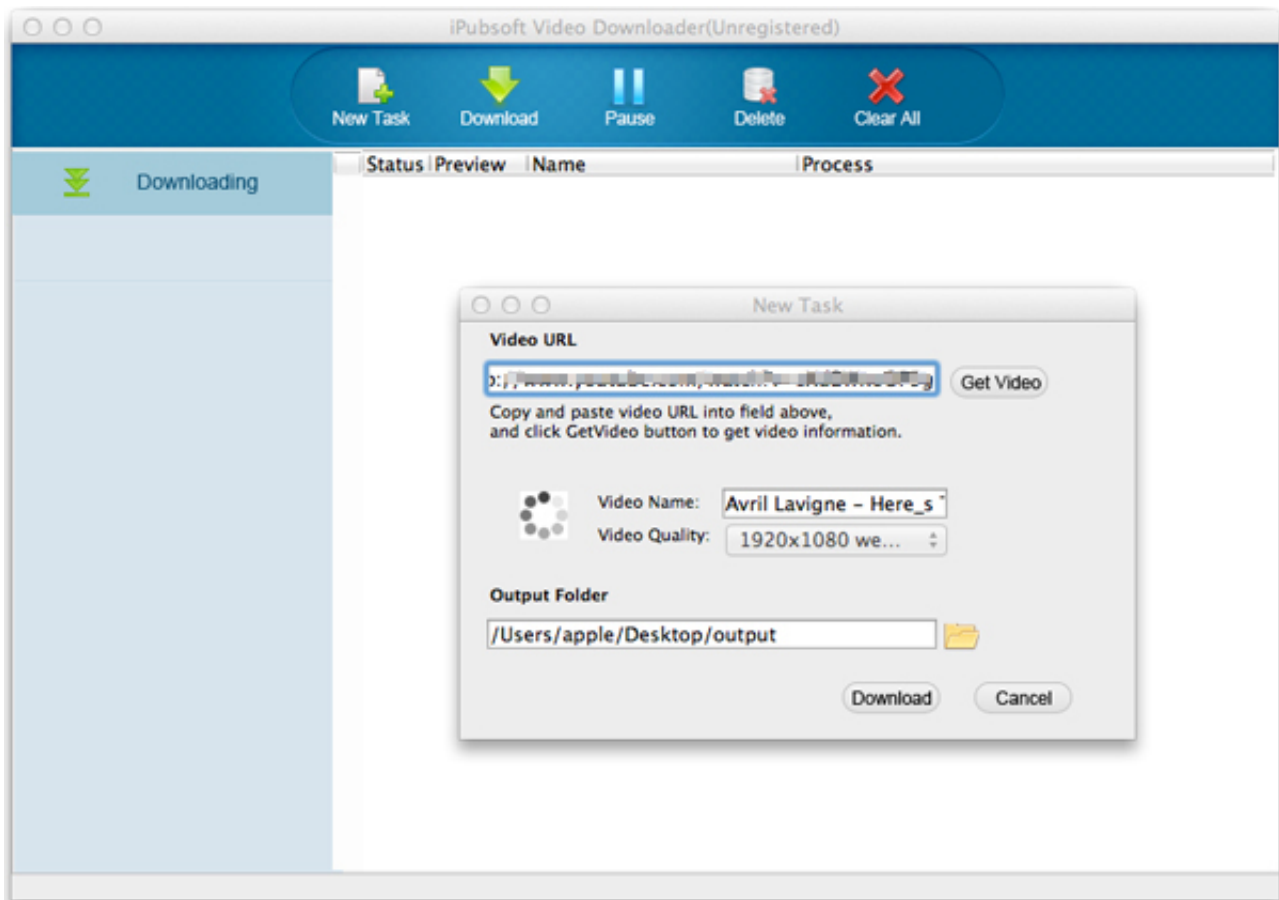 iPubsoft Video Downloader(Unregistered)
New Task Download Pause Delete Clear All
Downloading
Status Preview Name Process
New Task
Video URL
Get Video
Copy and paste video URL into field above,
and click GetVideo button to get video information.
Video Name: Avril Lavigne – Here_s
Video Quality: 1920x1080 we...
Output Folder
/Users/apple/Desktop/output
Download Cancel